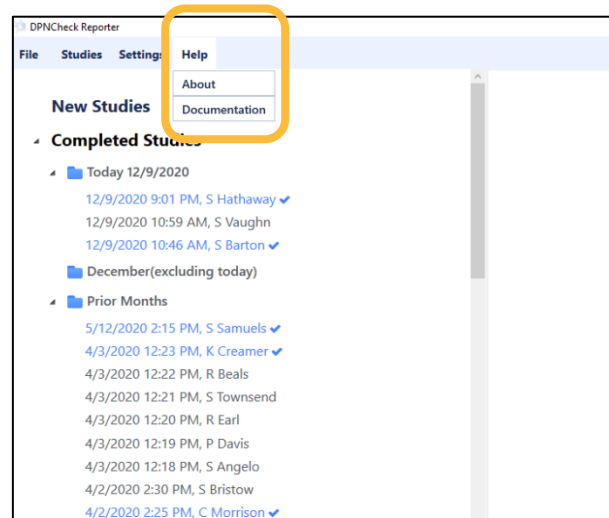 DPNCheck Reporter
File Studies Settings Help
About
Documentation
New Studies
Completed Studies
Today 12/9/2020
12/9/2020 9:01 PM, S Hathaway ✔
12/9/2020 10:59 AM, S Vaughn
12/9/2020 10:46 AM, S Barton ✔
December(excluding today)
Prior Months
5/12/2020 2:15 PM, S Samuels ✔
4/3/2020 12:23 PM, K Creamer ✔
4/3/2020 12:22 PM, R Beals
4/3/2020 12:21 PM, S Townsend
4/3/2020 12:20 PM, R Earl
4/3/2020 12:19 PM, P Davis
4/3/2020 12:18 PM, S Angelo
4/2/2020 2:30 PM, S Bristow
4/2/2020 2:25 PM, C Morrison ✔